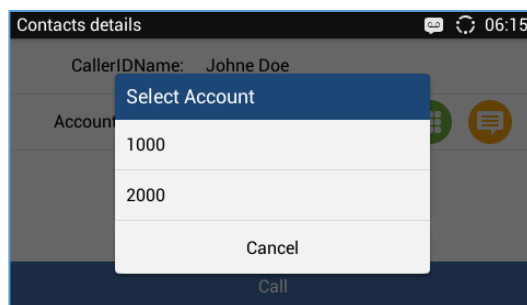 Contacts details 06:15
CallerIDName: Johne Doe
Select Account
Account
1000
2000
Cancel
Call